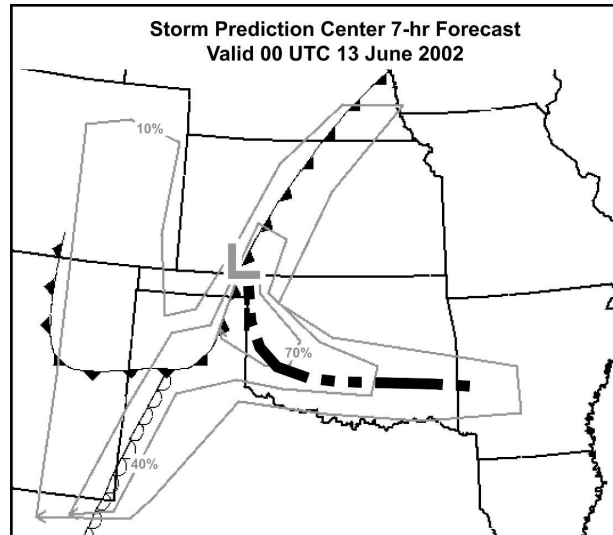 Storm Prediction Center 7-hr Forecast
Valid 00 UTC 13 June 2002
10%
L
70%
40%